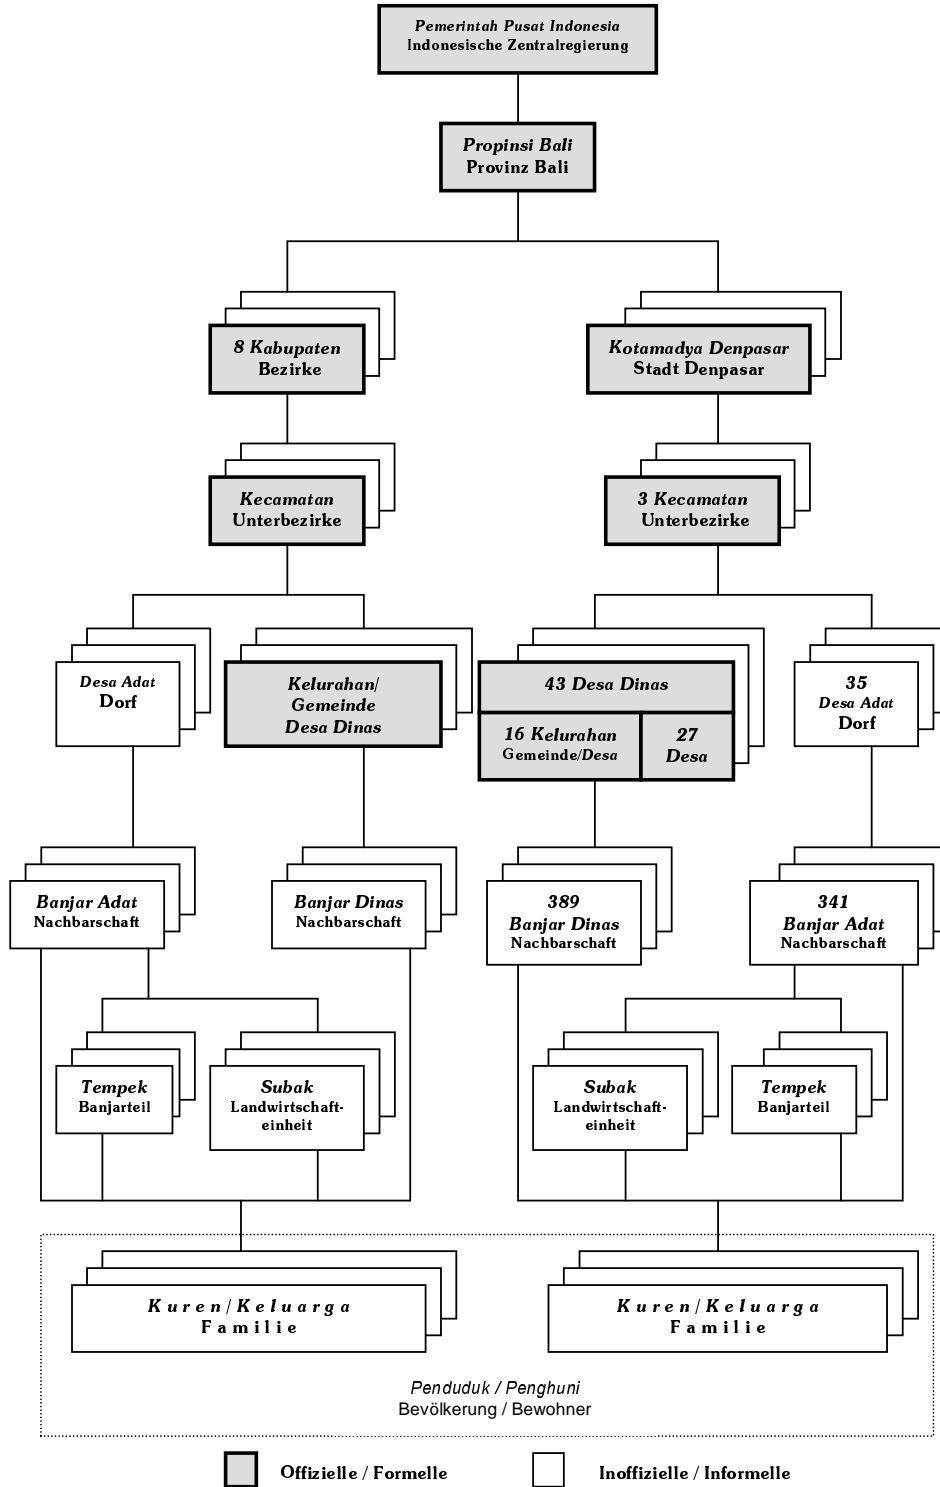 Pemerintah Pusat Indonesia
Indonesische Zentralregierung
Propinsi Bali
Provinz Bali
8 Kabupaten
Bezirke
Kotamadya Denpasar
Stadt Denpasar
Kecamatan
Unterbezirke
3 Kecamatan
Unterbezirke
Desa Adat
Dorf
Kelurahan/
Gemeinde
Desa Dinas
43 Desa Dinas
16 Kelurahan
Gemeinde/Desa
27
Desa
35
Desa Adat
Dorf
Banjar Adat
Nachbarschaft
Banjar Dinas
Nachbarschaft
389
Banjar Dinas
Nachbarschaft
341
Banjar Adat
Nachbarschaft
Tempek
Banjarteil
Subak
Landwirtschaft-
einheit
Subak
Landwirtschaft-
einheit
Tempek
Banjarteil
Kuren/Keluarga
Familie
Kuren/Keluarga
Familie
Penduduk / Penghuni
Bevölkerung / Bewohner
Offizielle / Formelle
Inoffizielle / Informelle